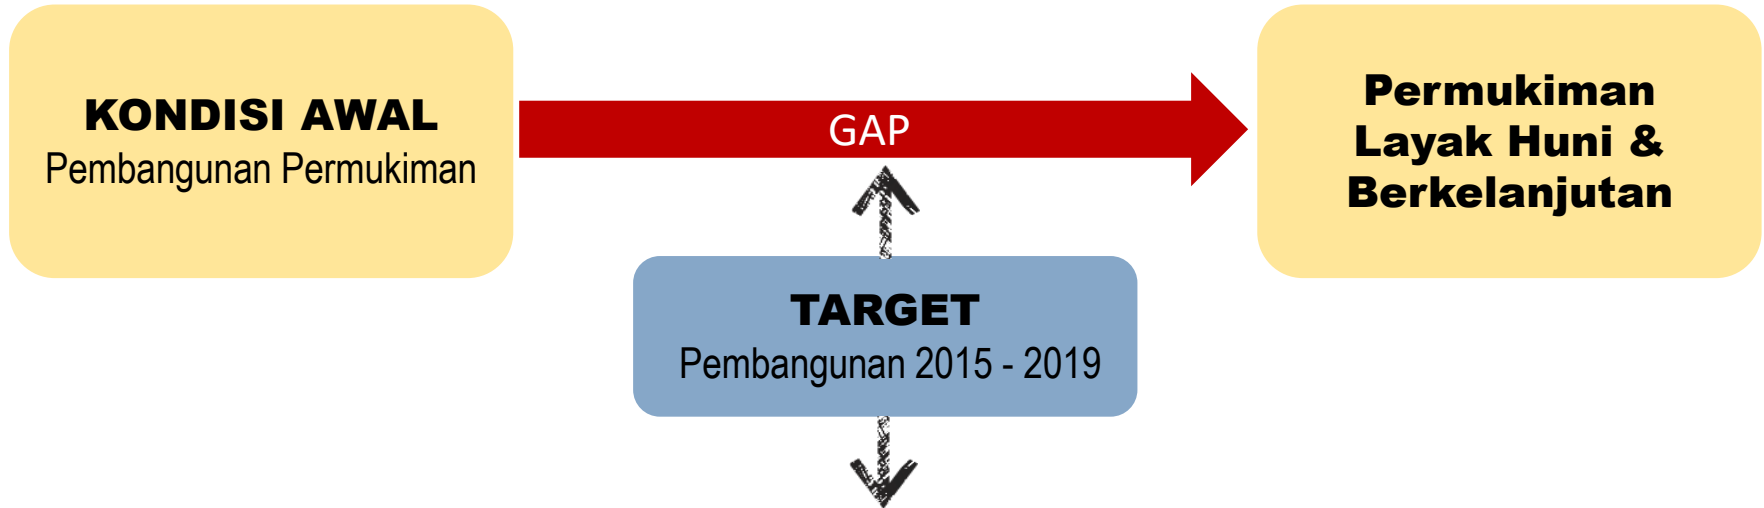 KONDISI AWAL
Pembangunan Permukiman
GAP
Permukiman
Layak Huni &
Berkelanjutan
TARGET
Pembangunan 2015 - 2019